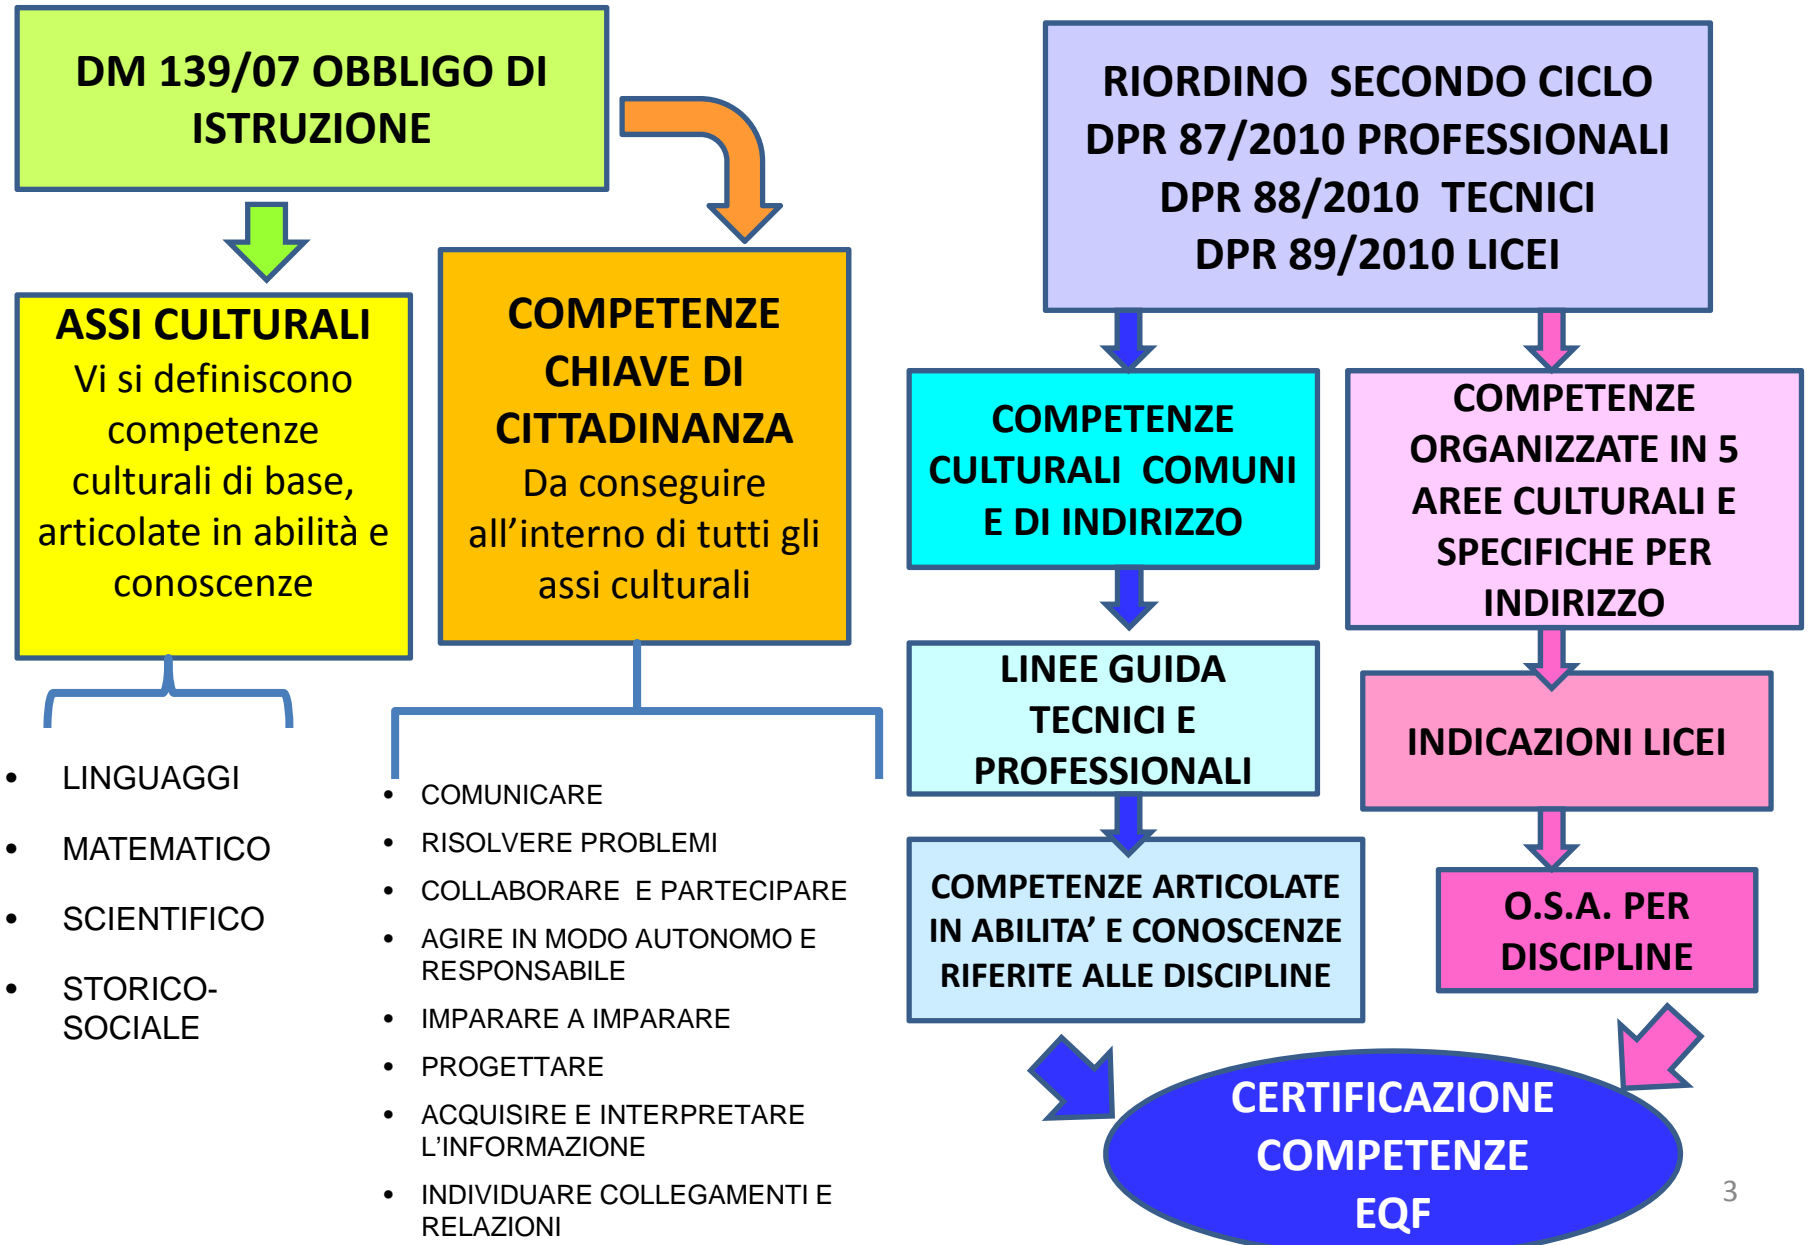 DM 139/07 OBBLIGO DI
ISTRUZIONE
ASSI CULTURALI
Vi si definiscono
competenze
culturali di base,
articolate in abilità e
conoscenze
• LINGUAGGI
• MATEMATICO
• SCIENTIFICO
• STORICO-
SOCIALE
COMPETENZE
CHIAVE DI
CITTADINANZA
Da conseguire
all’interno di tutti gli
assi culturali
• COMUNICARE
• RISOLVERE PROBLEMI
• COLLABORARE E PARTECIPARE
• AGIRE IN MODO AUTONOMO E
RESPONSABILE
• IMPARARE A IMPARARE
• PROGETTARE
• ACQUISIRE E INTERPRETARE
L’INFORMAZIONE
• INDIVIDUARE COLLEGAMENTI E
RELAZIONI
RIORDINO SECONDO CICLO
DPR 87/2010 PROFESSIONALI
DPR 88/2010 TECNICI
DPR 89/2010 LICEI
COMPETENZE
CULTURALI COMUNI
E DI INDIRIZZO
LINEE GUIDA
TECNICI E
PROFESSIONALI
COMPETENZE ARTICOLATE
IN ABILITA’ E CONOSCENZE
RIFERITE ALLE DISCIPLINE
COMPETENZE
ORGANIZZATE IN 5
AREE CULTURALI E
SPECIFICHE PER
INDIRIZZO
INDICAZIONI LICEI
O.S.A. PER
DISCIPLINE
CERTIFICAZIONE
COMPETENZE
EQF
3